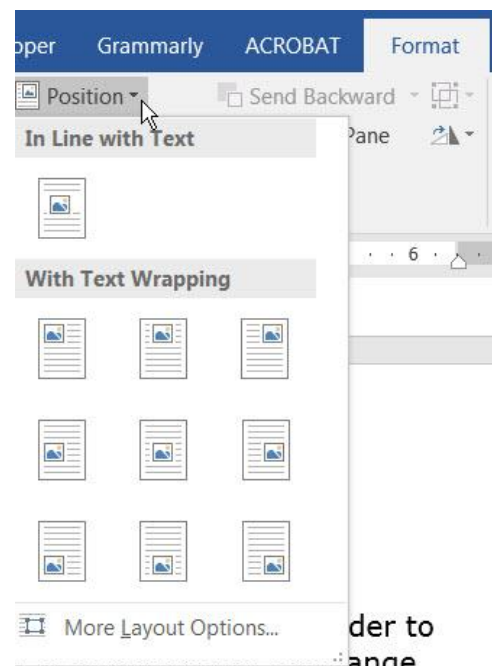 oper Grammarly ACROBAT Format
Position Send Backward
In Line with Text Pane
6
With Text Wrapping
More Layout Options... der to
ange